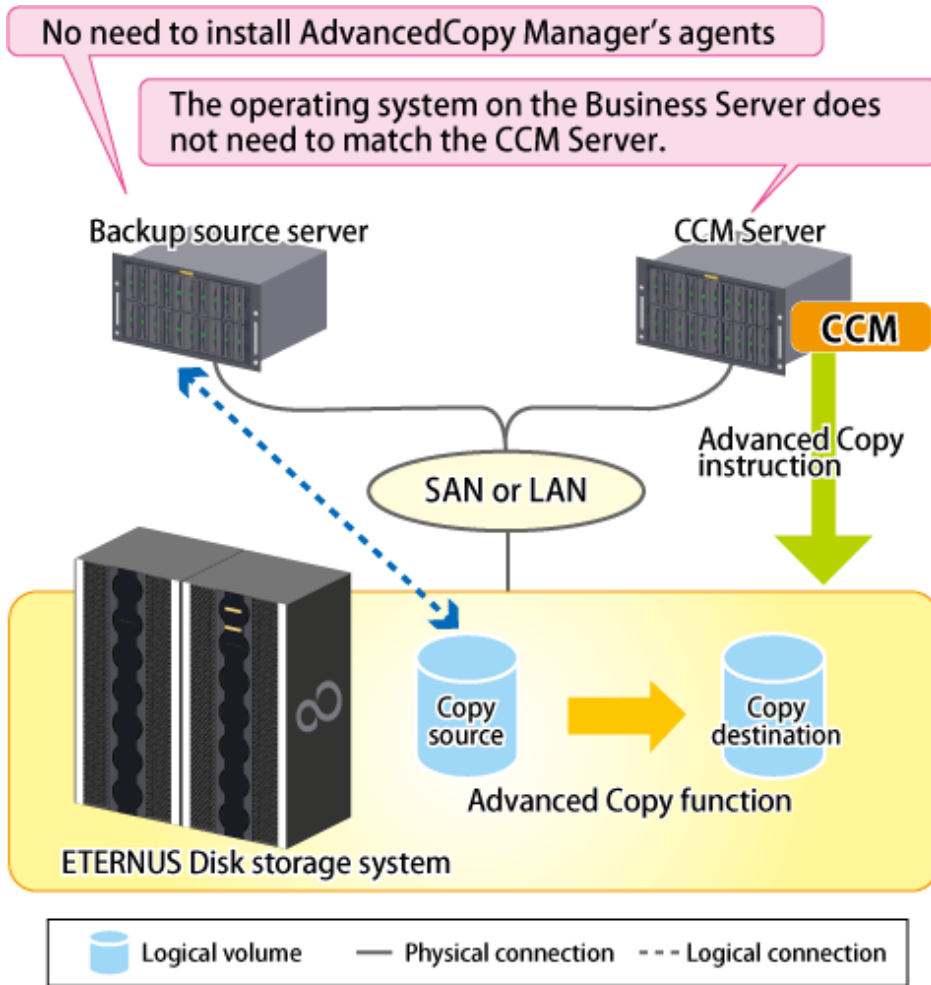 No need to install AdvancedCopy Manager's agents
The operating system on the Business Server does
not need to match the CCM Server.
Backup source server
CCM Server
CCM
Advanced Copy
instruction
SAN or LAN
Copy
source
Copy
destination
Advanced Copy function
ETERNUS Disk storage system
Logical volume
Physical connection
Logical connection